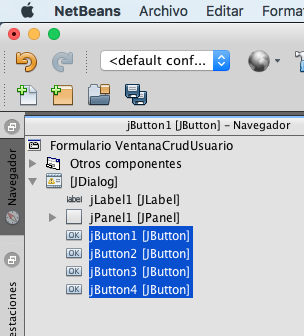 NetBeans Archivo Editar Format
<default conf...
jButton1 [JButton] - Navegador
Navegador
Formulario VentanaCrudUsuario
Otros componentes
[JDialog]
label jLabel1 [JLabel]
jPanel1 [JPanel]
OK jButton1 [JButton]
OK jButton2 [JButton]
OK jButton3 [JButton]
OK jButton4 [JButton]
estaciones